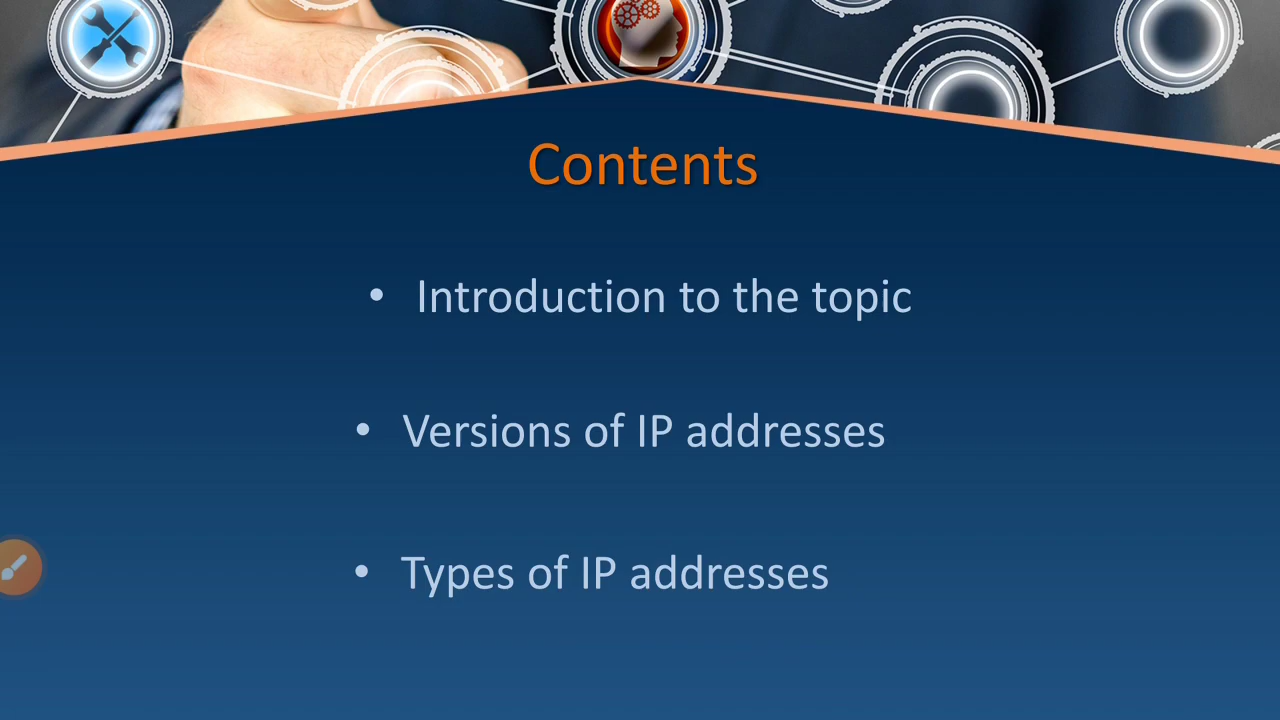 Contents
• Introduction to the topic
• Versions of IP addresses
• Types of IP addresses